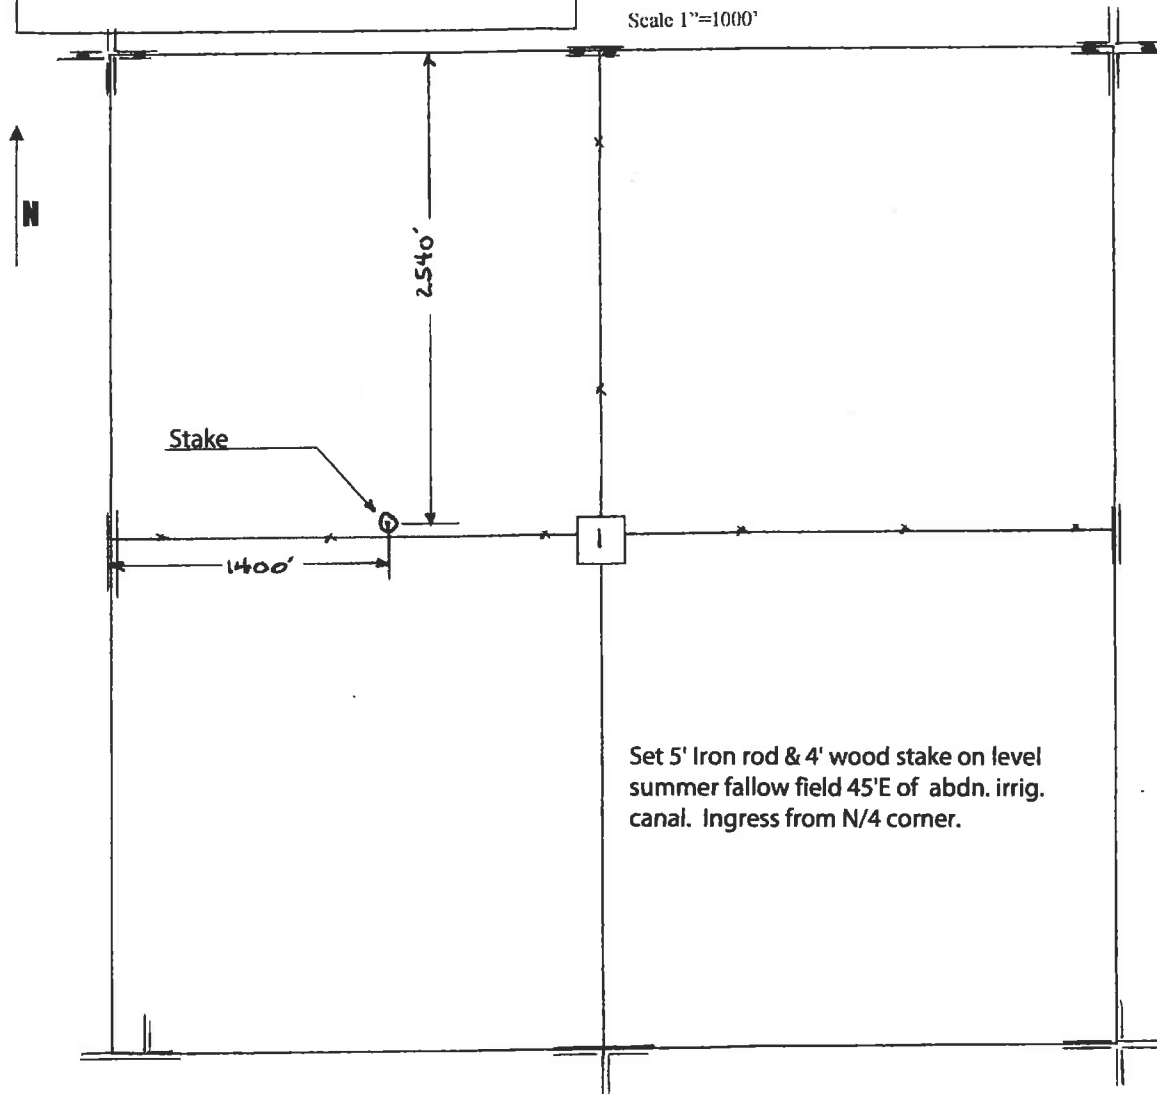 Scale 1”=1000’
N
2540'
Stake
1400'
1
Set 5' Iron rod & 4' wood stake on level
summer fallow field 45'E of abdn. irrig.
canal. Ingress from N/4 corner.